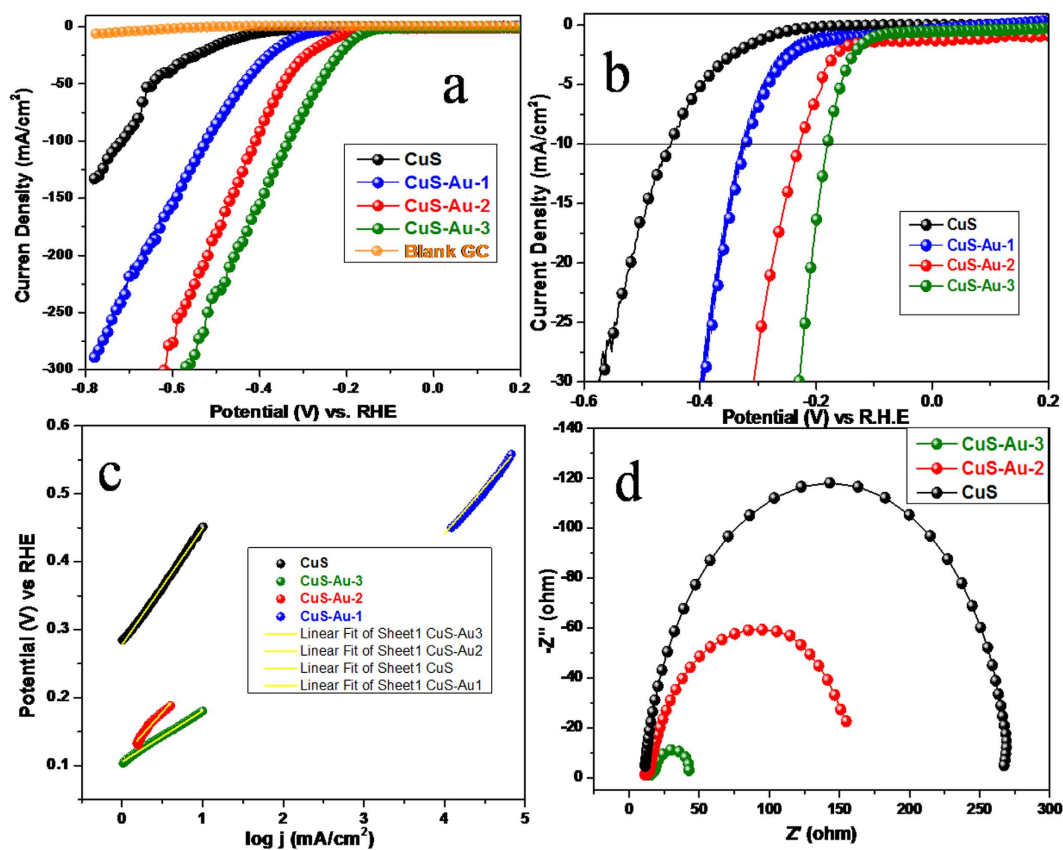 a
CuS
CuS-Au-1
CuS-Au-2
CuS-Au-3
Blank GC
Curren Density (mA/cm²)
0
-50
-100
-150
-200
-250
-300
-0.8
-0.6
-0.4
-0.2
0.0
0.2
Potential (V) vs. RHE
b
CuS
CuS-Au-1
CuS-Au-2
CuS-Au-3
Current Density (mA/cm²)
0
-5
-10
-15
-20
-25
-30
-0.6
-0.4
-0.2
0.0
0.2
Potential (V) vs R.H.E
c
CuS
CuS-Au-3
CuS-Au-2
CuS-Au-1
Linear Fit of Sheet1 CuS-Au3
Linear Fit of Sheet1 CuS-Au2
Linear Fit of Sheet1 CuS
Linear Fit of Sheet1 CuS-Au1
Potential (V) vs RHE
0.6
0.5
0.4
0.3
0.2
0.1
0
1
2
3
4
5
log j (mA/cm²)
d
CuS-Au-3
CuS-Au-2
CuS
-Z" (ohm)
-140
-120
-100
-80
-60
-40
-20
0
0
50
100
150
200
250
300
Z' (ohm)